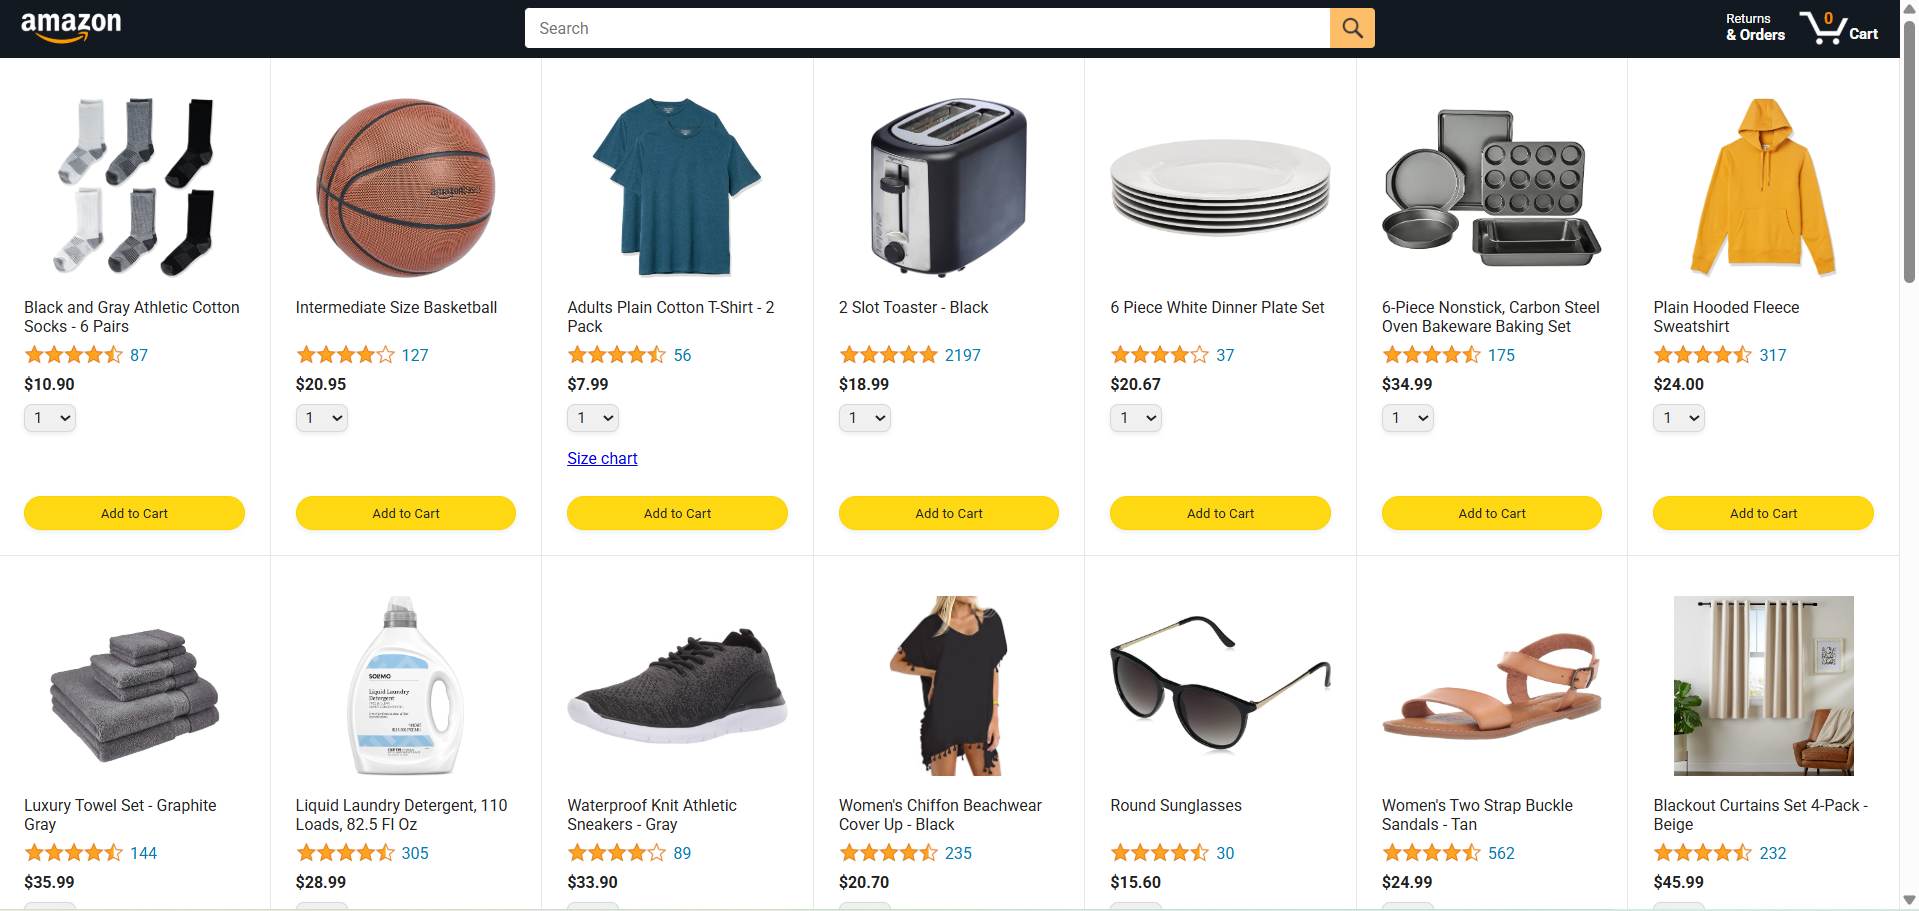 amazon
Search
Returns
& Orders
0
Cart
Black and Gray Athletic Cotton
Socks - 6 Pairs
87
$10.90
1
Intermediate Size Basketball
127
$20.95
1
Adults Plain Cotton T-Shirt - 2
Pack
56
$7.99
1
Size chart
2 Slot Toaster - Black
2197
$18.99
1
6 Piece White Dinner Plate Set
37
$20.67
1
6-Piece Nonstick, Carbon Steel
Oven Bakeware Baking Set
175
$34.99
1
Plain Hooded Fleece
Sweatshirt
317
$24.00
1
Add to Cart
Add to Cart
Add to Cart
Add to Cart
Add to Cart
Add to Cart
Add to Cart
SOLIMO
Liquid Laundry
Detergent
Luxury Towel Set - Graphite
Gray
144
$35.99
Liquid Laundry Detergent, 110
Loads, 82.5 Fl Oz
305
$28.99
Waterproof Knit Athletic
Sneakers - Gray
89
$33.90
Women's Chiffon Beachwear
Cover Up - Black
235
$20.70
Round Sunglasses
30
$15.60
Women's Two Strap Buckle
Sandals - Tan
562
$24.99
Blackout Curtains Set 4-Pack -
Beige
232
$45.99